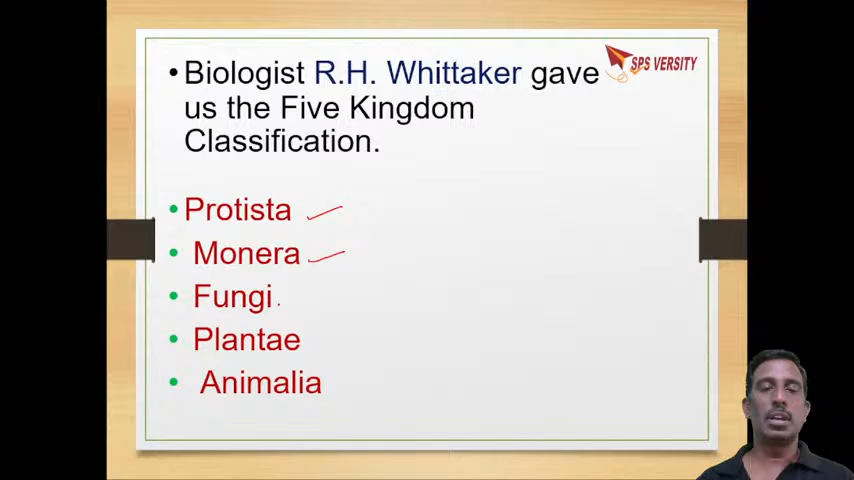 •Biologist R.H. Whittaker gave
us the Five Kingdom
Classification.
SPS VERSITY
•Protista
• Monera
• Fungi
• Plantae
• Animalia